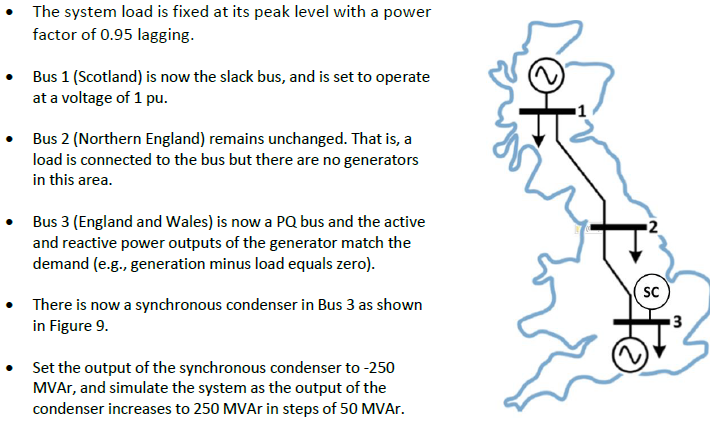 • The system load is fixed at its peak level with a power
factor of 0.95 lagging.
• Bus 1 (Scotland) is now the slack bus, and is set to operate
at a voltage of 1 pu.
• Bus 2 (Northern England) remains unchanged. That is, a
load is connected to the bus but there are no generators
in this area.
• Bus 3 (England and Wales) is now a PQ bus and the active
and reactive power outputs of the generator match the
demand (e.g., generation minus load equals zero).
• There is now a synchronous condenser in Bus 3 as shown
in Figure 9.
• Set the output of the synchronous condenser to -250
MVAr, and simulate the system as the output of the
condenser increases to 250 MVAr in steps of 50 MVAr.
1
2
SC
3